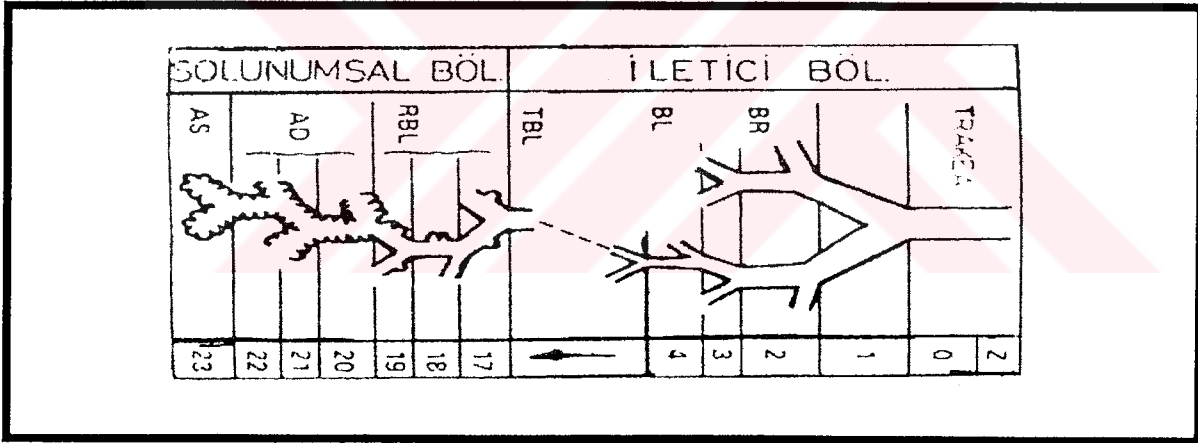 SOLUNUMSAL BÖL. İLETİCİ BÖL.
AS AD RBL TBL BL BR TRAKEA
23 22 21 20 19 18 17 4 3 2 1 0 Z